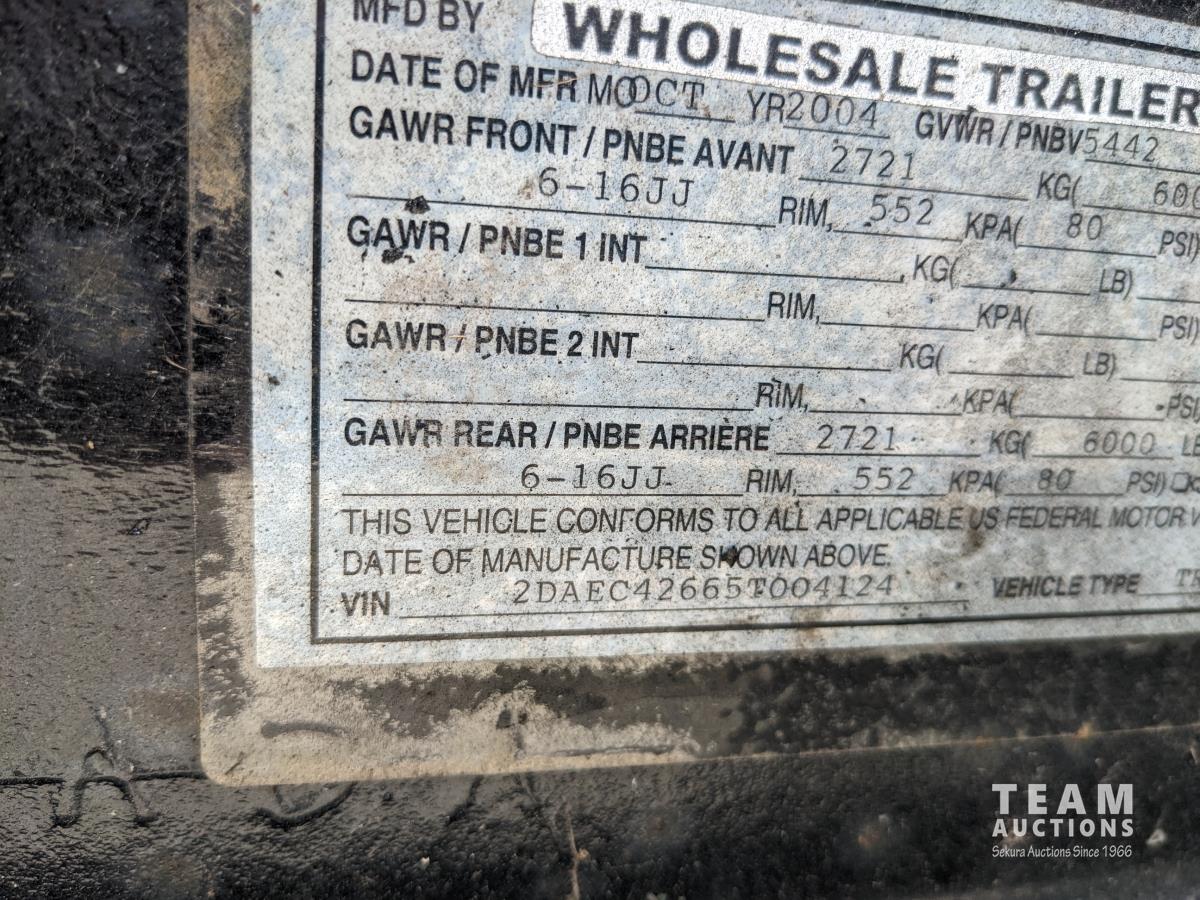 MFD BY WHOLESALE TRAILER
DATE OF MFR MO OCT YR 2004 GVWR / PNBV 5442
GAWR FRONT / PNBE AVANT 2721 KG( 600
6-16JJ RIM, 552 KPA( 80 PSI)
GAWR / PNBE 1 INT KG( LB)
RIM, KPA( PSI)
GAWR / PNBE 2 INT KG( LB)
RIM, KPA( PSI
GAWR REAR / PNBE ARRIÈRE 2721 KG( 6000 LB
6-16JJ RIM, 552 KPA( 80 PSI)
THIS VEHICLE CONFORMS TO ALL APPLICABLE US FEDERAL MOTOR V
DATE OF MANUFACTURE SHOWN ABOVE.
VIN 2DAEC42665T004124 VEHICLE TYPE
TEAM
AUCTIONS
Sekura Auctions Since 1966